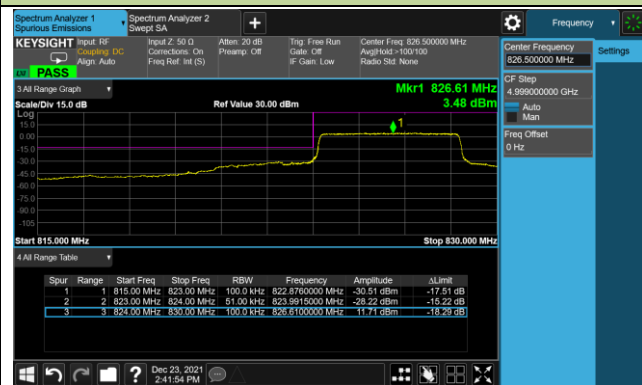 Spectrum Analyzer 1
Spurious Emissions
Spectrum Analyzer 2
Swept SA
+
Frequency
KEYSIGHT
Input: RF
Coupling: DC
Align: Auto
Input Z: 50 Ω
Corrections: On
Freq Ref: Int (S)
Atten: 20 dB
Preamp: Off
Trig: Free Run
Gate: Off
IF Gain: Low
Center Freq: 826.500000 MHz
Avg|Hold:>100/100
Radio Std: None
PASS
Center Frequency
826.500000 MHz
Settings
CF Step
4.999000000 GHz
Auto
Man
Freq Offset
0 Hz
3 All Range Graph
Mkr1 826.61 MHz
Scale/Div 15.0 dB
Ref Value 30.00 dBm
3.48 dBm
Log
15.0
0.00
-15.0
-30.0
-45.0
-60.0
-75.0
-90.0
-105
1
Start 815.000 MHz
Stop 830.000 MHz
4 All Range Table
Spur Range Start Freq Stop Freq RBW Frequency Amplitude ΔLimit
1 1 815.00 MHz 823.00 MHz 100.0 kHz 822.8760000 MHz -30.51 dBm -17.51 dB
2 2 823.00 MHz 824.00 MHz 51.00 kHz 823.9915000 MHz -28.22 dBm -15.22 dB
3 3 824.00 MHz 830.00 MHz 100.0 kHz 826.6100000 MHz 11.71 dBm -18.29 dB
?
Dec 23, 2021
2:41:54 PM